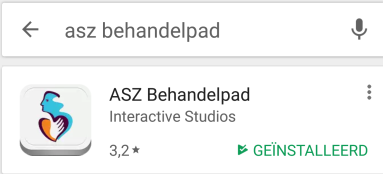 asz behandelpad
ASZ Behandelpad
Interactive Studios
3,2★ GEÏNSTALLEERD